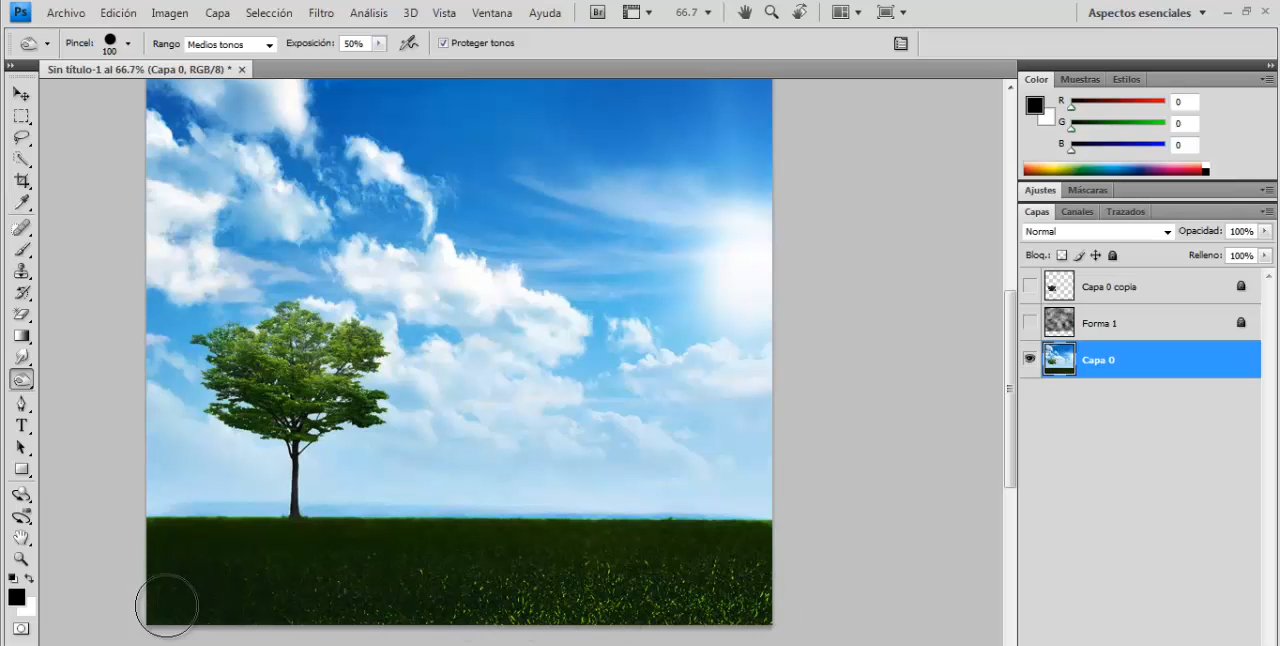 Ps Archivo Edición Imagen Capa Selección Filtro Análisis 3D Vista Ventana Ayuda Br 66.7 Aspectos esenciales
Pincel: 100 Rango Medios tonos Exposición: 50% Proteger tonos
Sin título-1 al 66.7% (Capa 0, RGB/8) * x
Color Muestras Estilos
R 0
G 0
B 0
Ajustes Máscaras
Capas Canales Trazados
Normal Opacidad: 100%
Bloq.: Relleno: 100%
Capa 0 copia
Forma 1
Capa 0
T